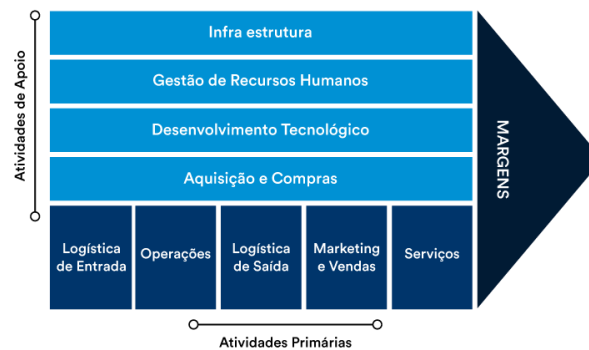 Atividades de Apoio
Infra estrutura
Gestão de Recursos Humanos
Desenvolvimento Tecnológico
Aquisição e Compras
Logística
de Entrada
Operações
Logística
de Saída
Marketing
e Vendas
Serviços
MARGENS
Atividades Primárias